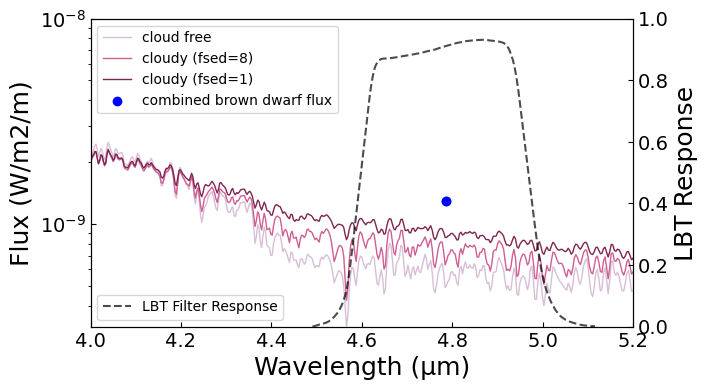 cloud free
cloudy (fsed=8)
cloudy (fsed=1)
combined brown dwarf flux
LBT Filter Response
Flux (W/m2/m)
10⁻⁸
10⁻⁹
LBT Response
1.0
0.8
0.6
0.4
0.2
0.0
4.0 4.2 4.4 4.6 4.8 5.0 5.2
Wavelength (μm)